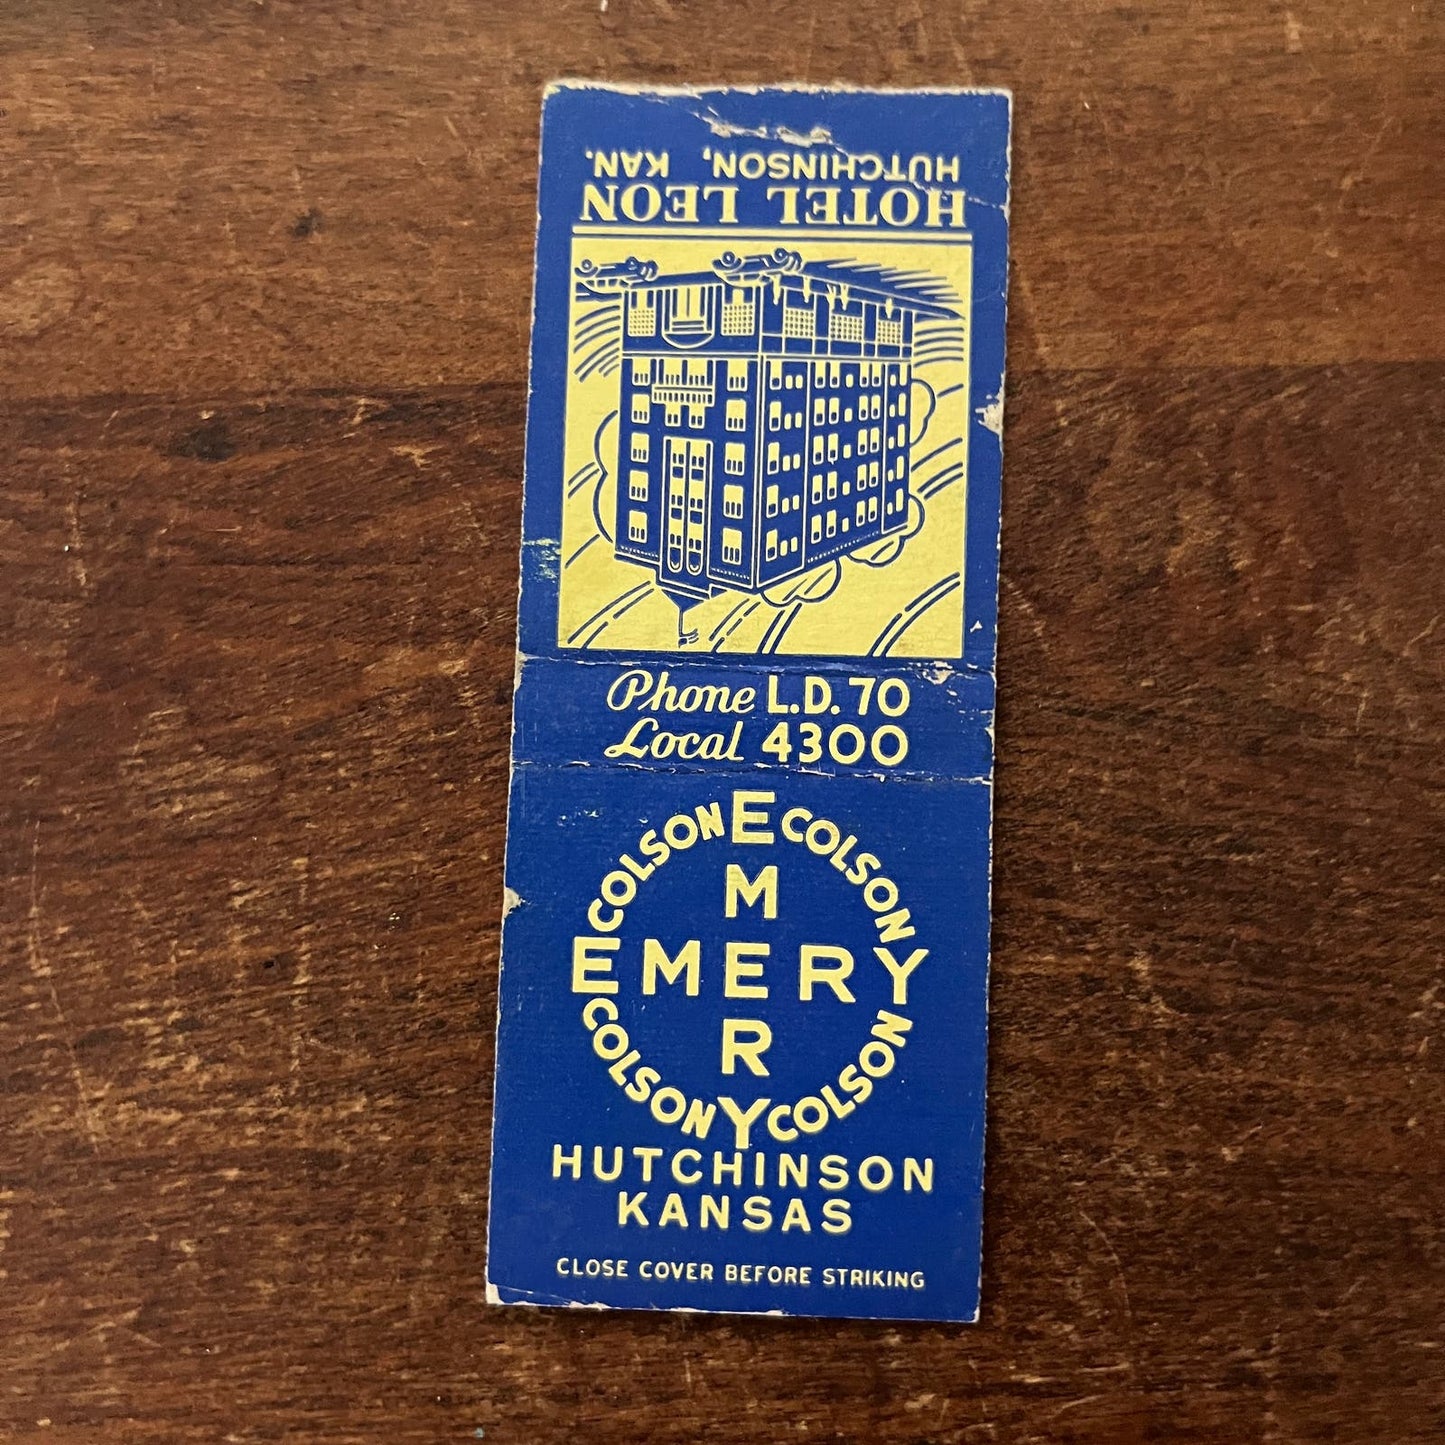 HOTEL LEON
HUTCHINSON, KAN.
Phone L.D. 70
Local 4300
EMERY
EMERY
COLSON COLSON COLSON COLSON
HUTCHINSON
KANSAS
CLOSE COVER BEFORE STRIKING